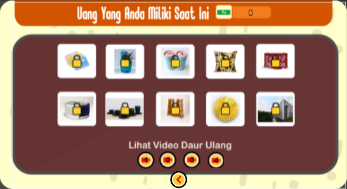 Uang Yang Anda Miliki Saat Ini
0
Lihat Video Daur Ulang